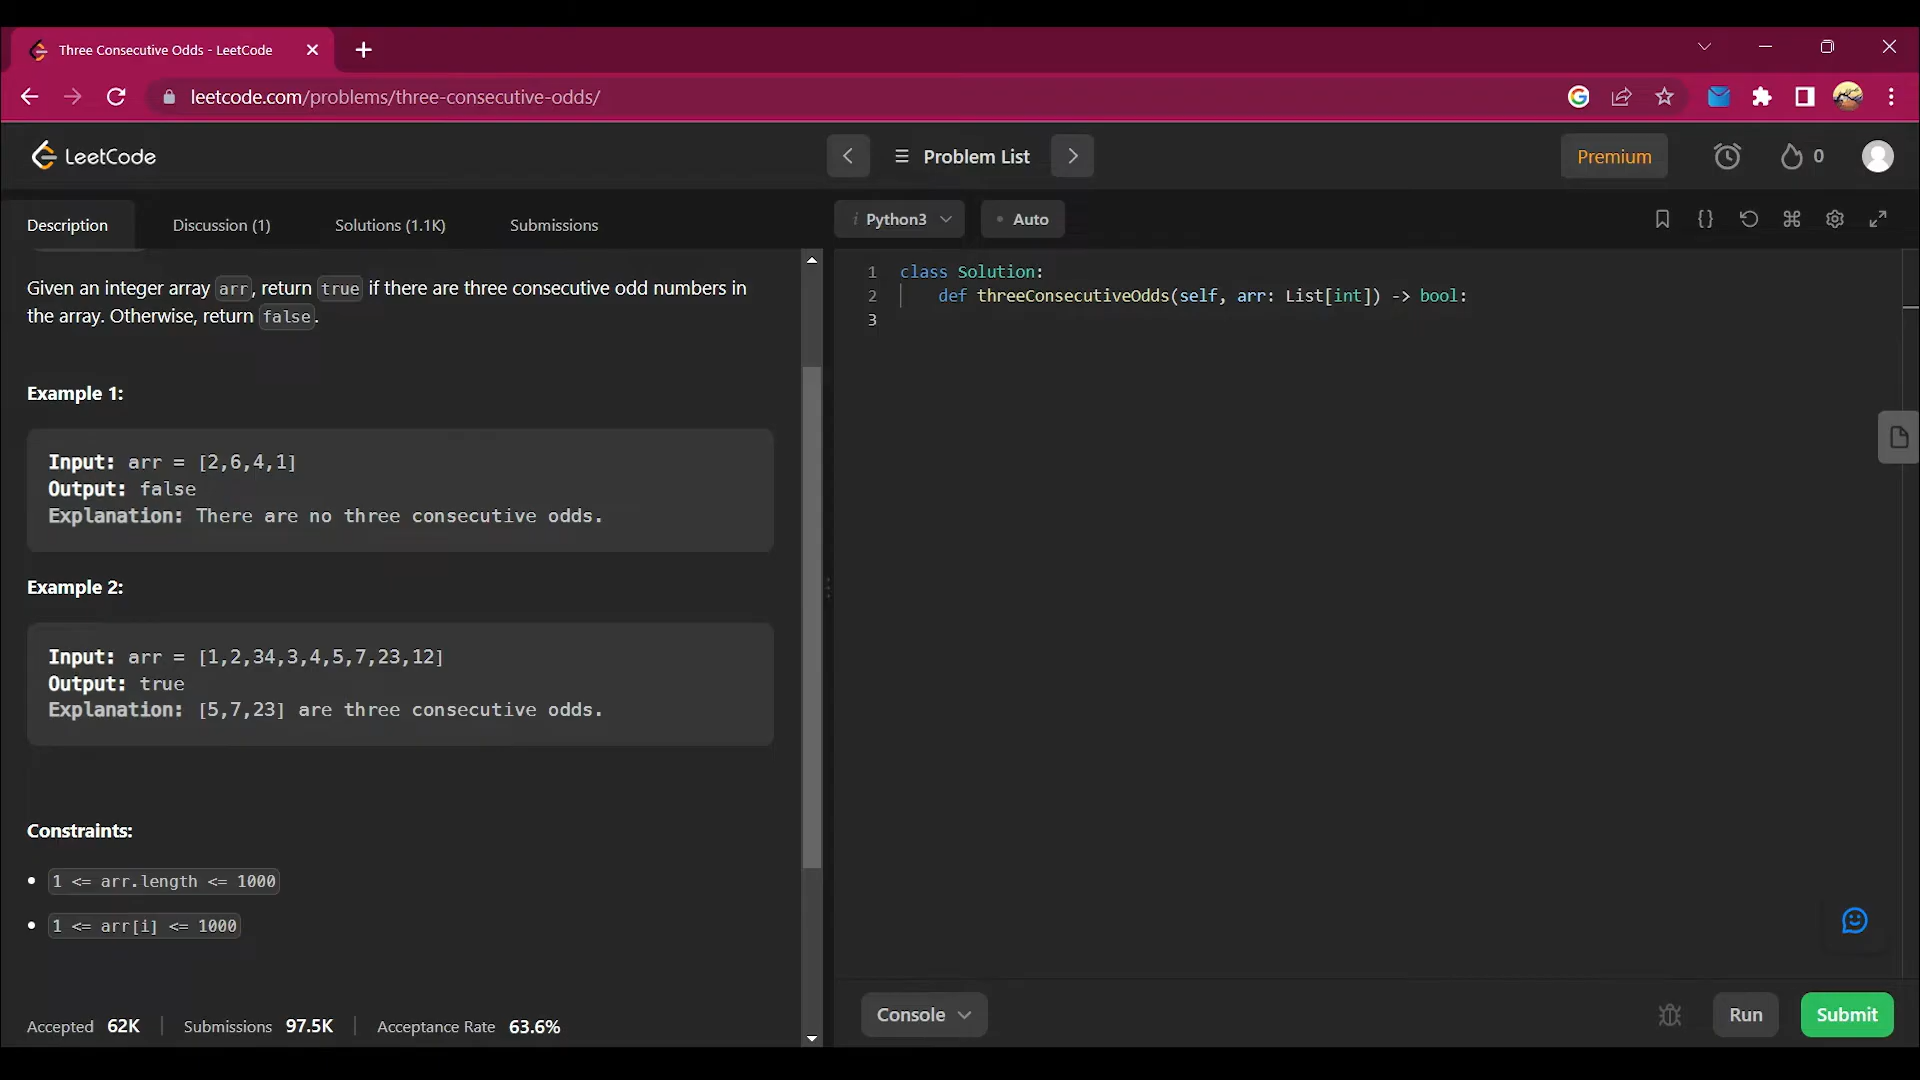 Three Consecutive Odds - LeetCode
leetcode.com/problems/three-consecutive-odds/
LeetCode
Problem List
Premium
0
Description
Discussion (1)
Solutions (1.1K)
Submissions
i Python3
Auto
Given an integer array arr, return true if there are three consecutive odd numbers in
the array. Otherwise, return false.
Example 1:
Input: arr = [2,6,4,1]
Output: false
Explanation: There are no three consecutive odds.
Example 2:
Input: arr = [1,2,34,3,4,5,7,23,12]
Output: true
Explanation: [5,7,23] are three consecutive odds.
Constraints:
1 <= arr.length <= 1000
1 <= arr[i] <= 1000
Accepted 62K
Submissions 97.5K
Acceptance Rate 63.6%
1 class Solution:
2 def threeConsecutiveOdds(self, arr: List[int]) -> bool:
3
Console
Run
Submit